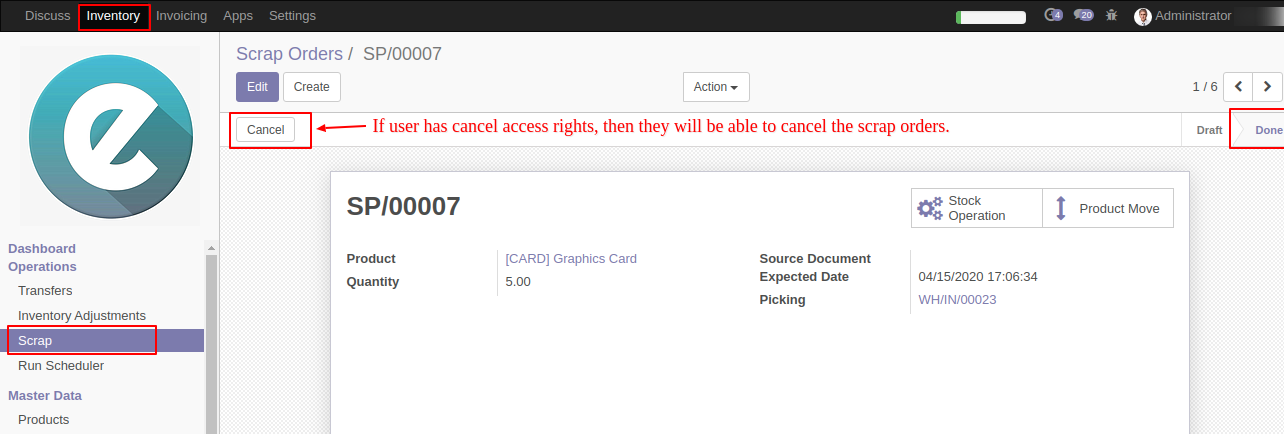 Discuss Inventory Invoicing Apps Settings 4 20 Administrator
Scrap Orders / SP/00007
Edit Create Action 1 / 6
Cancel If user has cancel access rights, then they will be able to cancel the scrap orders. Draft Done
SP/00007
Stock Operation
Product Move
Product [CARD] Graphics Card
Quantity 5.00
Source Document
Expected Date 04/15/2020 17:06:34
Picking WH/IN/00023
Dashboard
Operations
Transfers
Inventory Adjustments
Scrap
Run Scheduler
Master Data
Products